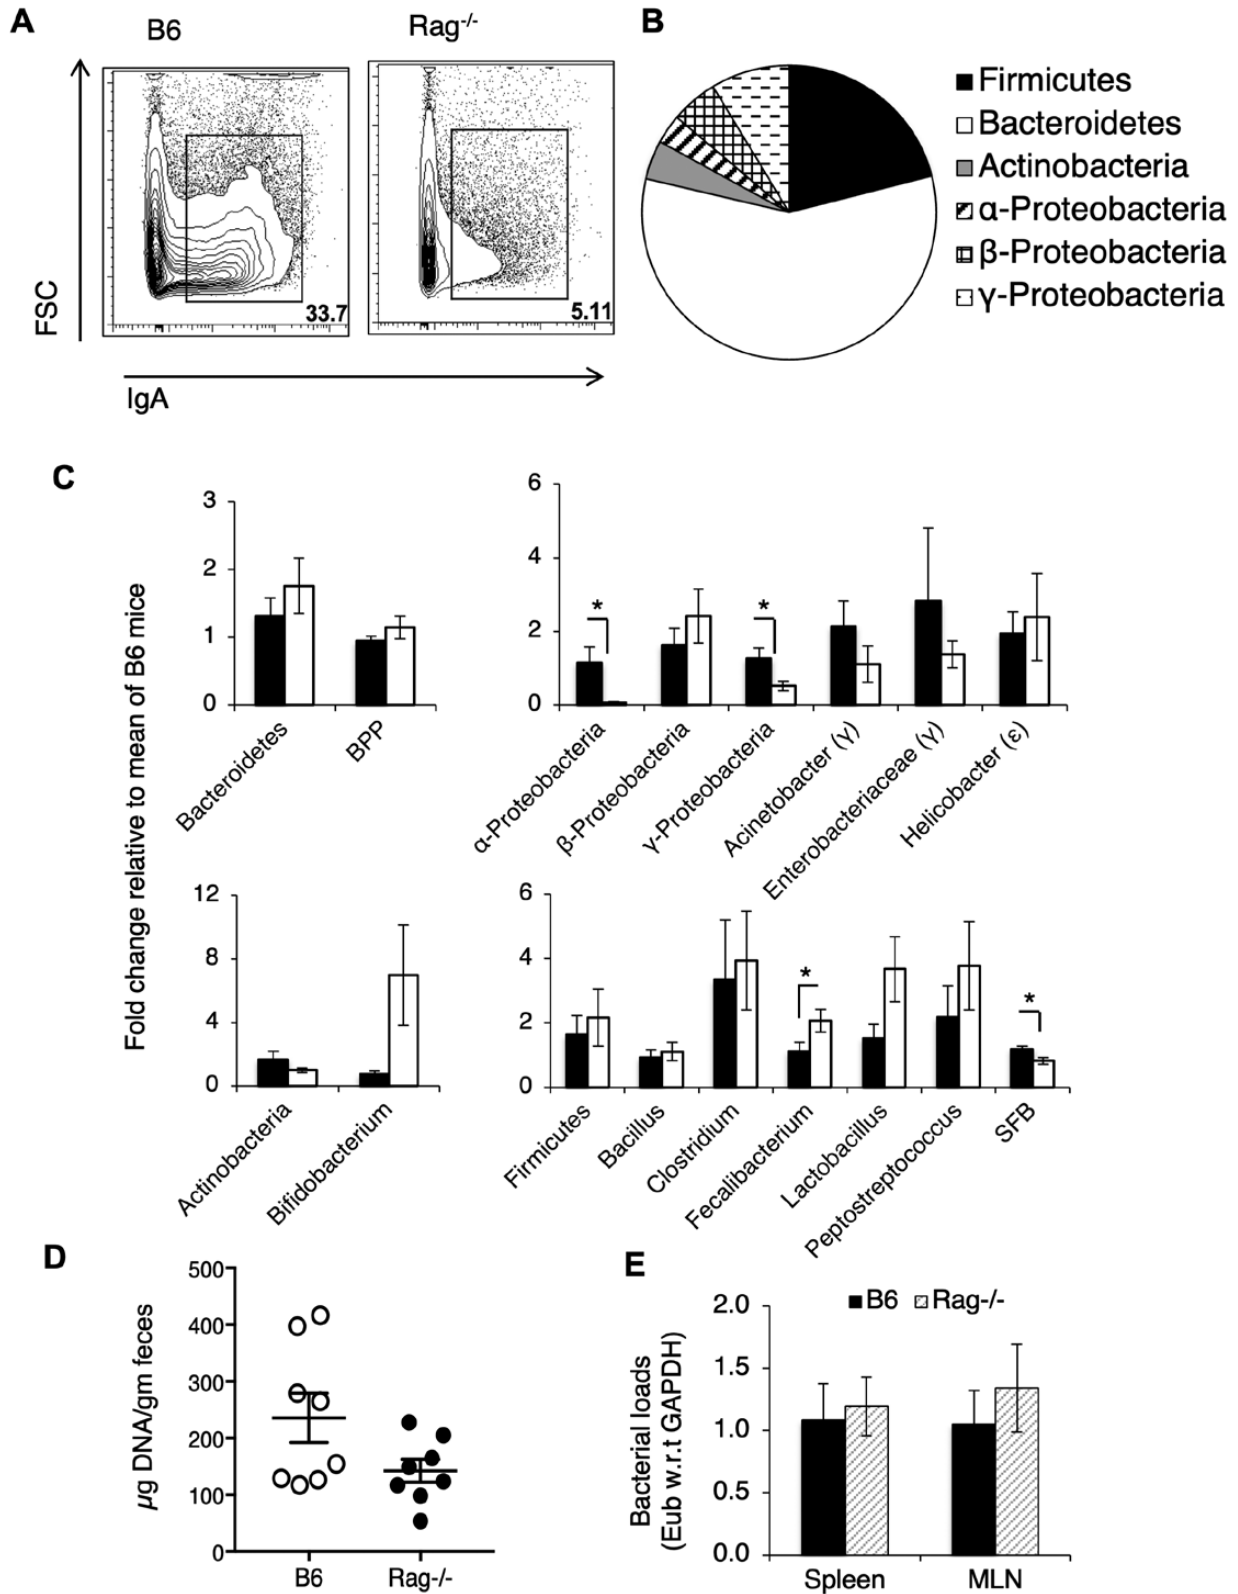 A
B6
Rag-/-
33.7
5.11
FSC
IgA
B
Firmicutes
Bacteroidetes
Actinobacteria
α-Proteobacteria
β-Proteobacteria
γ-Proteobacteria
C
Fold change relative to mean of B6 mice
3
2
1
0
Bacteroidetes
BPP
6
4
2
0
*
*
α-Proteobacteria
β-Proteobacteria
γ-Proteobacteria
Acinetobacter (γ)
Enterobacteriaceae (γ)
Helicobacter (ε)
12
8
4
0
Actinobacteria
Bifidobacterium
6
4
2
0
*
*
Firmicutes
Bacillus
Clostridium
Fecalibacterium
Lactobacillus
Peptostreptococcus
SFB
D
µg DNA/gm feces
500
400
300
200
100
0
B6
Rag-/-
E
Bacterial loads
(Eub w.r.t GAPDH)
B6
Rag-/-
2.0
1.5
1.0
0.5
0.0
Spleen
MLN